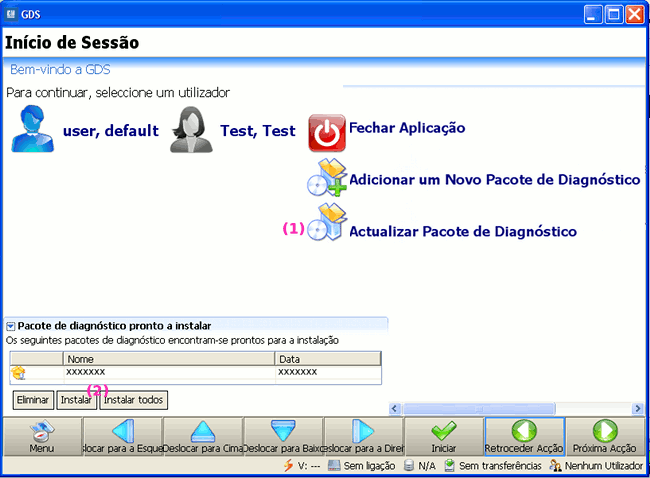 GDS
Início de Sessão
Bem-vindo a GDS
Para continuar, seleccione um utilizador
user, default
Test, Test
Fechar Aplicação
Adicionar um Novo Pacote de Diagnóstico
(1)
Actualizar Pacote de Diagnóstico
Pacote de diagnóstico pronto a instalar
Os seguintes pacotes de diagnóstico encontram-se prontos para a instalação
Nome Data
xxxxxxx xxxxxxx
(2)
Eliminar Instalar Instalar todos
Menu slocar para a Esque Deslocar para Cima Deslocar para Baixo slocar para a Direi Iniciar Retroceder Acção Próxima Acção
V: --- Sem ligação N/A Sem transferências Nenhum Utilizador